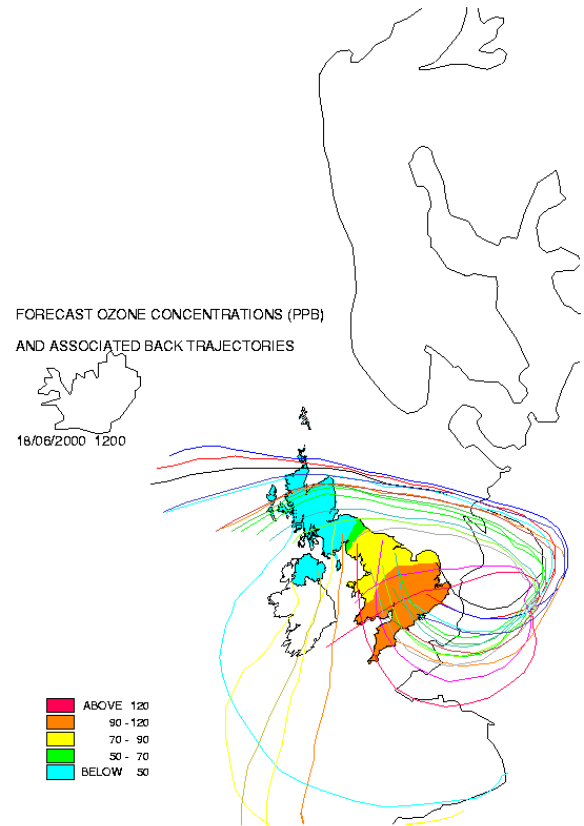 FORECAST OZONE CONCENTRATIONS (PPB)
AND ASSOCIATED BACK TRAJECTORIES
18/06/2000 1200
ABOVE 120
90 - 120
70 - 90
50 - 70
BELOW 50